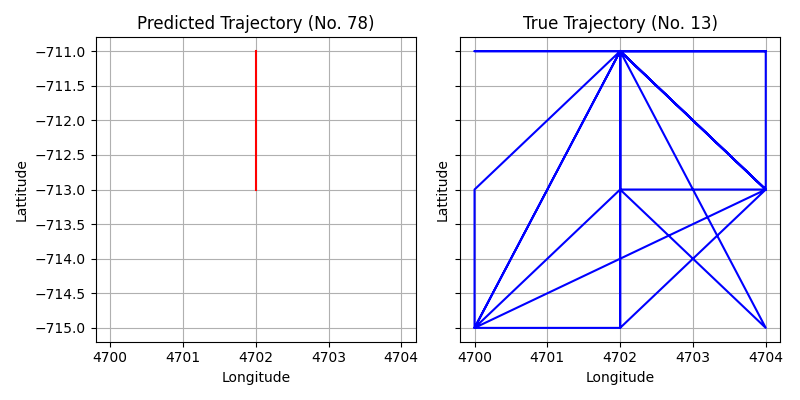 Predicted Trajectory (No. 78)
True Trajectory (No. 13)
Lattitude
−711.0
−711.5
−712.0
−712.5
−713.0
−713.5
−714.0
−714.5
−715.0
4700 4701 4702 4703 4704
Longitude
Lattitude
4700 4701 4702 4703 4704
Longitude